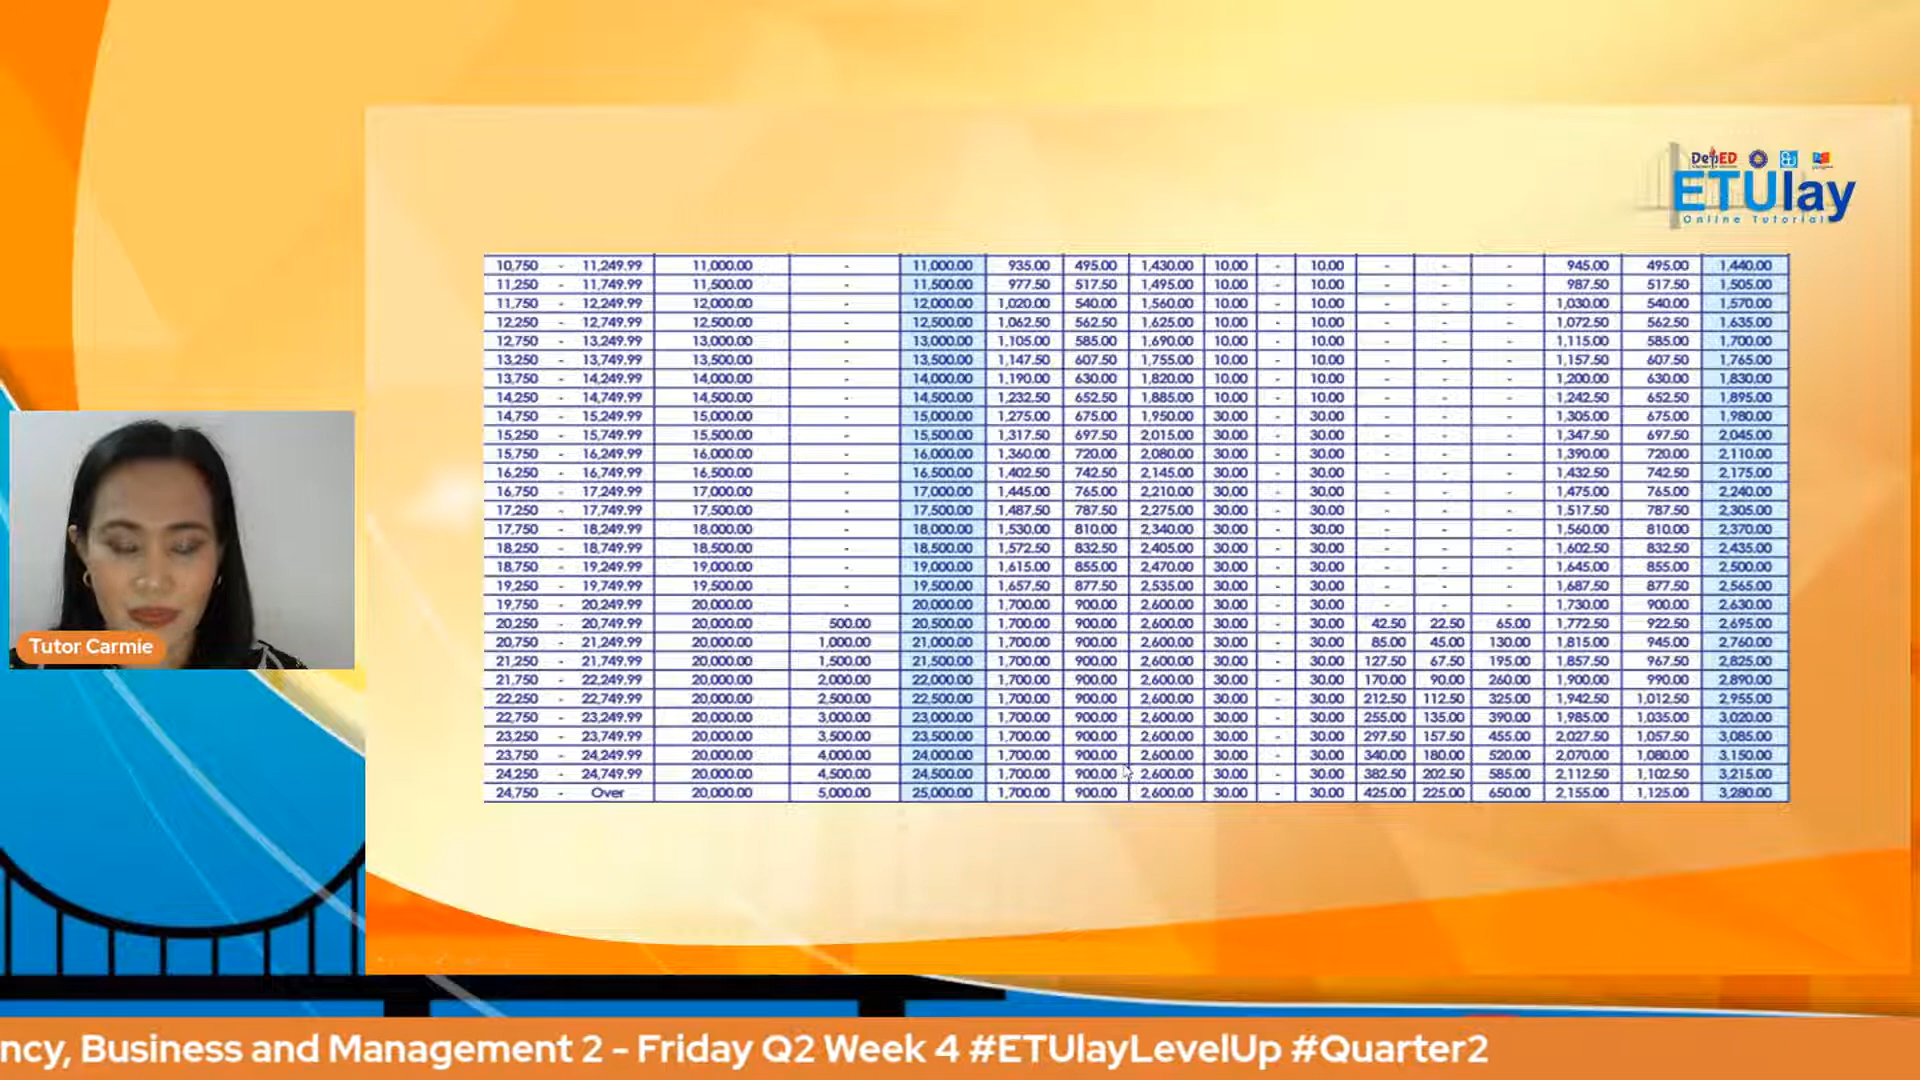 DepED
ETUlay
Online Tutorial
10,750 - 11,249.99 11,000.00 - 11,000.00 935.00 495.00 1,430.00 10.00 - 10.00 - - - 945.00 495.00 1,440.00
11,250 - 11,749.99 11,500.00 - 11,500.00 977.50 517.50 1,495.00 10.00 - 10.00 - - - 987.50 517.50 1,505.00
11,750 - 12,249.99 12,000.00 - 12,000.00 1,020.00 540.00 1,560.00 10.00 - 10.00 - - - 1,030.00 540.00 1,570.00
12,250 - 12,749.99 12,500.00 - 12,500.00 1,062.50 562.50 1,625.00 10.00 - 10.00 - - - 1,072.50 562.50 1,635.00
12,750 - 13,249.99 13,000.00 - 13,000.00 1,105.00 585.00 1,690.00 10.00 - 10.00 - - - 1,115.00 585.00 1,700.00
13,250 - 13,749.99 13,500.00 - 13,500.00 1,147.50 607.50 1,755.00 10.00 - 10.00 - - - 1,157.50 607.50 1,765.00
13,750 - 14,249.99 14,000.00 - 14,000.00 1,190.00 630.00 1,820.00 10.00 - 10.00 - - - 1,200.00 630.00 1,830.00
14,250 - 14,749.99 14,500.00 - 14,500.00 1,232.50 652.50 1,885.00 10.00 - 10.00 - - - 1,242.50 652.50 1,895.00
14,750 - 15,249.99 15,000.00 - 15,000.00 1,275.00 675.00 1,950.00 30.00 - 30.00 - - - 1,305.00 675.00 1,980.00
15,250 - 15,749.99 15,500.00 - 15,500.00 1,317.50 697.50 2,015.00 30.00 - 30.00 - - - 1,347.50 697.50 2,045.00
15,750 - 16,249.99 16,000.00 - 16,000.00 1,360.00 720.00 2,080.00 30.00 - 30.00 - - - 1,390.00 720.00 2,110.00
16,250 - 16,749.99 16,500.00 - 16,500.00 1,402.50 742.50 2,145.00 30.00 - 30.00 - - - 1,432.50 742.50 2,175.00
16,750 - 17,249.99 17,000.00 - 17,000.00 1,445.00 765.00 2,210.00 30.00 - 30.00 - - - 1,475.00 765.00 2,240.00
17,250 - 17,749.99 17,500.00 - 17,500.00 1,487.50 787.50 2,275.00 30.00 - 30.00 - - - 1,517.50 787.50 2,305.00
17,750 - 18,249.99 18,000.00 - 18,000.00 1,530.00 810.00 2,340.00 30.00 - 30.00 - - - 1,560.00 810.00 2,370.00
18,250 - 18,749.99 18,500.00 - 18,500.00 1,572.50 832.50 2,405.00 30.00 - 30.00 - - - 1,602.50 832.50 2,435.00
18,750 - 19,249.99 19,000.00 - 19,000.00 1,615.00 855.00 2,470.00 30.00 - 30.00 - - - 1,645.00 855.00 2,500.00
19,250 - 19,749.99 19,500.00 - 19,500.00 1,657.50 877.50 2,535.00 30.00 - 30.00 - - - 1,687.50 877.50 2,565.00
19,750 - 20,249.99 20,000.00 - 20,000.00 1,700.00 900.00 2,600.00 30.00 - 30.00 - - - 1,730.00 900.00 2,630.00
20,250 - 20,749.99 20,000.00 500.00 20,500.00 1,700.00 900.00 2,600.00 30.00 - 30.00 42.50 22.50 65.00 1,772.50 922.50 2,695.00
20,750 - 21,249.99 20,000.00 1,000.00 21,000.00 1,700.00 900.00 2,600.00 30.00 - 30.00 85.00 45.00 130.00 1,815.00 945.00 2,760.00
21,250 - 21,749.99 20,000.00 1,500.00 21,500.00 1,700.00 900.00 2,600.00 30.00 - 30.00 127.50 67.50 195.00 1,857.50 967.50 2,825.00
21,750 - 22,249.99 20,000.00 2,000.00 22,000.00 1,700.00 900.00 2,600.00 30.00 - 30.00 170.00 90.00 260.00 1,900.00 990.00 2,890.00
22,250 - 22,749.99 20,000.00 2,500.00 22,500.00 1,700.00 900.00 2,600.00 30.00 - 30.00 212.50 112.50 325.00 1,942.50 1,012.50 2,955.00
22,750 - 23,249.99 20,000.00 3,000.00 23,000.00 1,700.00 900.00 2,600.00 30.00 - 30.00 255.00 135.00 390.00 1,985.00 1,035.00 3,020.00
23,250 - 23,749.99 20,000.00 3,500.00 23,500.00 1,700.00 900.00 2,600.00 30.00 - 30.00 297.50 157.50 455.00 2,027.50 1,057.50 3,085.00
23,750 - 24,249.99 20,000.00 4,000.00 24,000.00 1,700.00 900.00 2,600.00 30.00 - 30.00 340.00 180.00 520.00 2,070.00 1,080.00 3,150.00
24,250 - 24,749.99 20,000.00 4,500.00 24,500.00 1,700.00 900.00 2,600.00 30.00 - 30.00 382.50 202.50 585.00 2,112.50 1,102.50 3,215.00
24,750 - Over 20,000.00 5,000.00 25,000.00 1,700.00 900.00 2,600.00 30.00 - 30.00 425.00 225.00 650.00 2,155.00 1,125.00 3,280.00
Tutor Carmie
ncy, Business and Management 2 - Friday Q2 Week 4 #ETUlayLevelUp #Quarter2